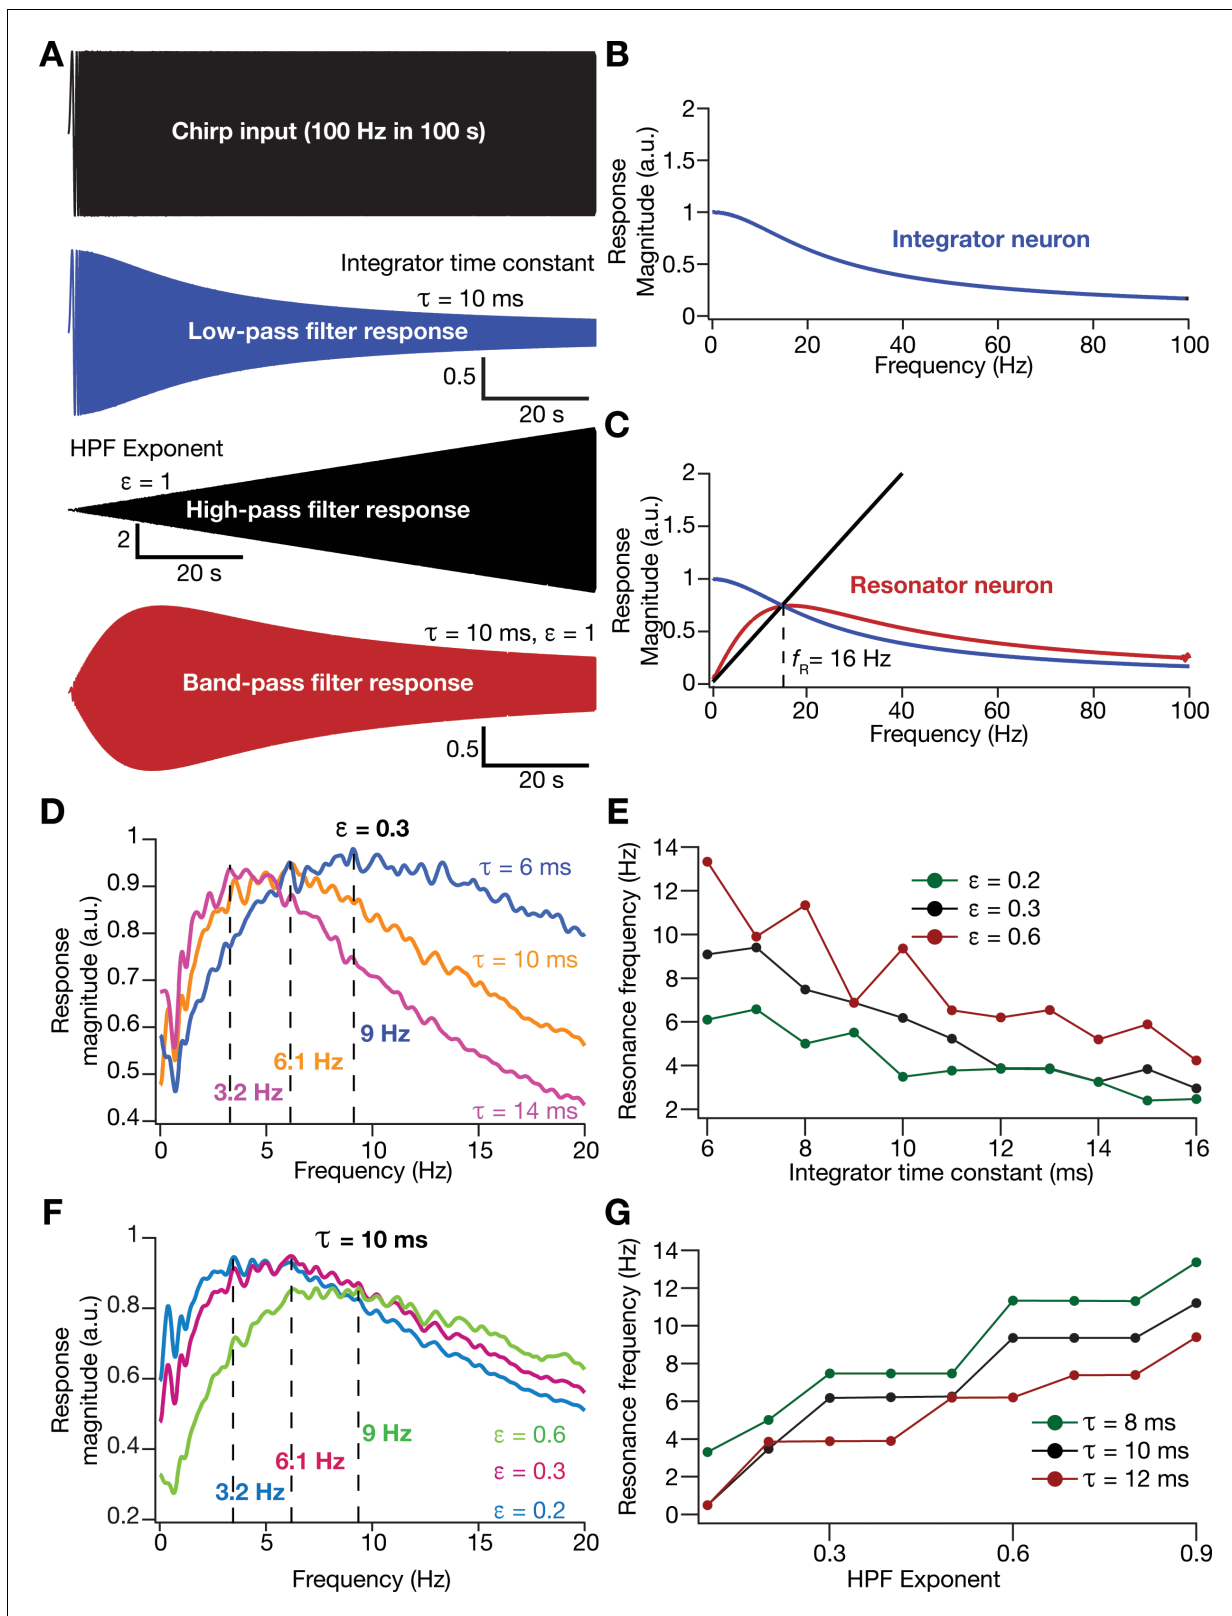 A
Chirp input (100 Hz in 100 s)
Integrator time constant
τ = 10 ms
Low-pass filter response
0.5
20 s
HPF Exponent
ε = 1
High-pass filter response
2
20 s
τ = 10 ms, ε = 1
Band-pass filter response
0.5
20 s
B
Response
Magnitude (a.u.)
2
1.5
1
0.5
0
Integrator neuron
0 20 40 60 80 100
Frequency (Hz)
C
Response
Magnitude (a.u.)
2
1.5
1
0.5
0
Resonator neuron
fR= 16 Hz
0 20 40 60 80 100
Frequency (Hz)
D
Response
magnitude (a.u.)
1
0.9
0.8
0.7
0.6
0.5
0.4
ε = 0.3
τ = 6 ms
τ = 10 ms
9 Hz
6.1 Hz
3.2 Hz
τ = 14 ms
0 5 10 15 20
Frequency (Hz)
E
Resonance frequency (Hz)
14
12
10
8
6
4
2
ε = 0.2
ε = 0.3
ε = 0.6
6 8 10 12 14 16
Integrator time constant (ms)
F
Response
magnitude (a.u.)
1
0.8
0.6
0.4
0.2
τ = 10 ms
9 Hz
6.1 Hz
3.2 Hz
ε = 0.6
ε = 0.3
ε = 0.2
0 5 10 15 20
Frequency (Hz)
G
Resonance frequency (Hz)
14
12
10
8
6
4
2
0
τ = 8 ms
τ = 10 ms
τ = 12 ms
0.3 0.6 0.9
HPF Exponent